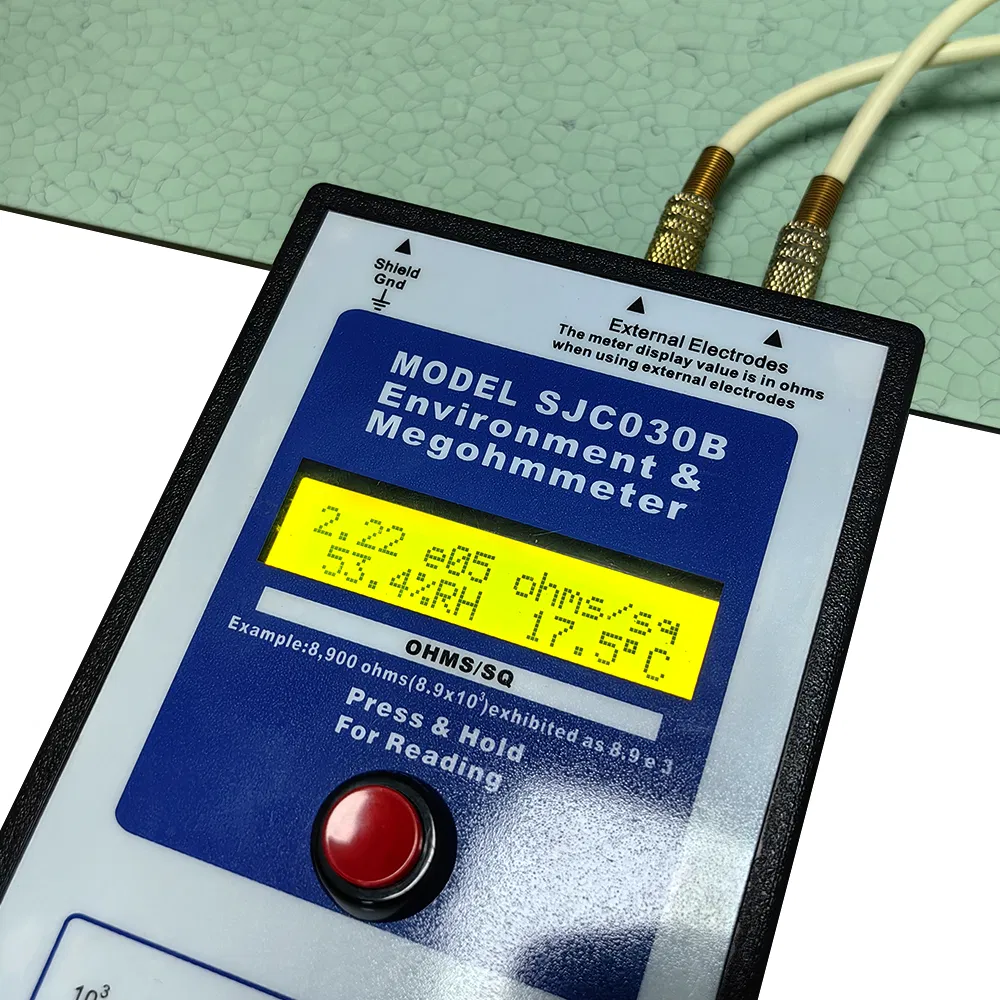 Shield
Gnd
External Electrodes
The meter display value is in ohms
when using external electrodes
MODEL SJC030B
Environment &
Megohmmeter
2.22 e05 ohms/sq
53.4%RH 17.5°C
OHMS/SQ
Example:8,900 ohms(8.9x10³)exhibited as 8.9 e 3
Press & Hold
For Reading
10³